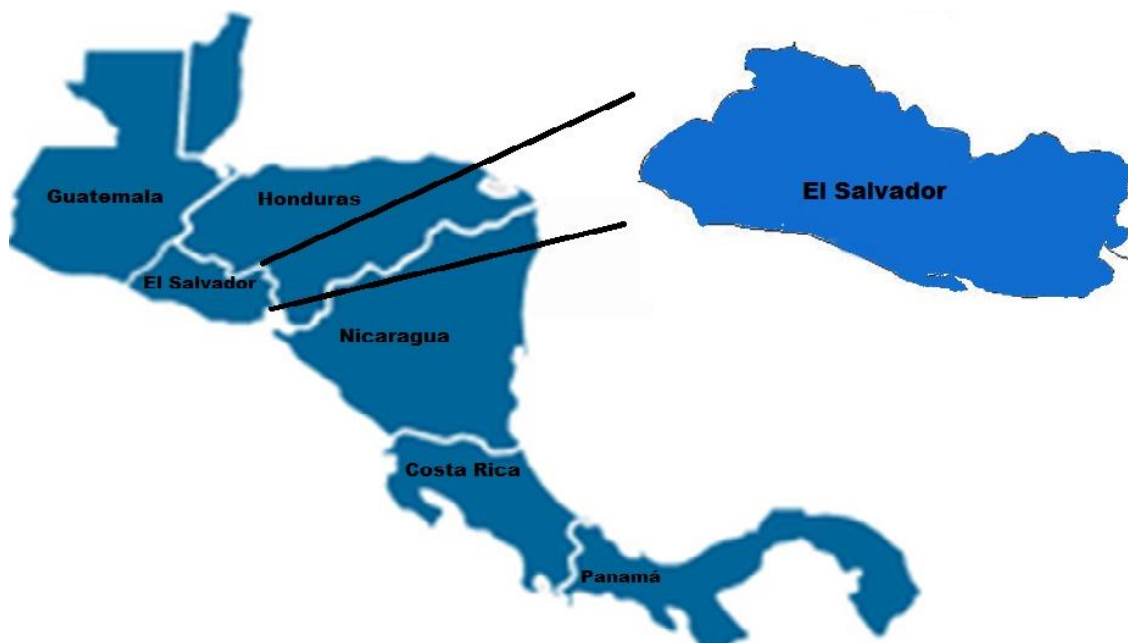 Guatemala
Honduras
El Salvador
El Salvador
Nicaragua
Costa Rica
Panamá